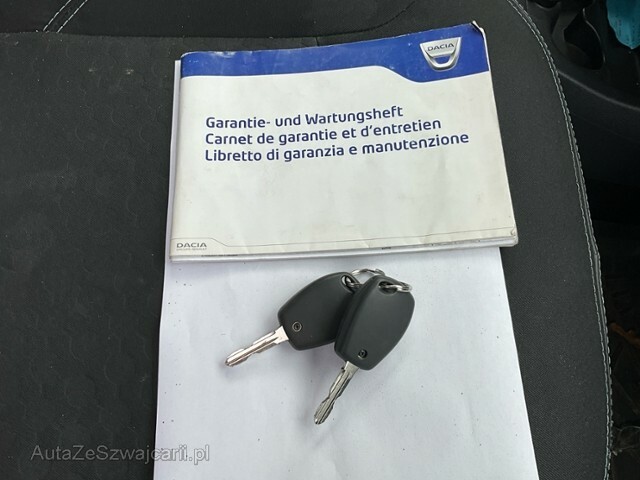 DACIA
Garantie- und Wartungsheft
Carnet de garantie et d'entretien
Libretto di garanzia e manutenzione
DACIA
AutaZeSzwajcarii.pl